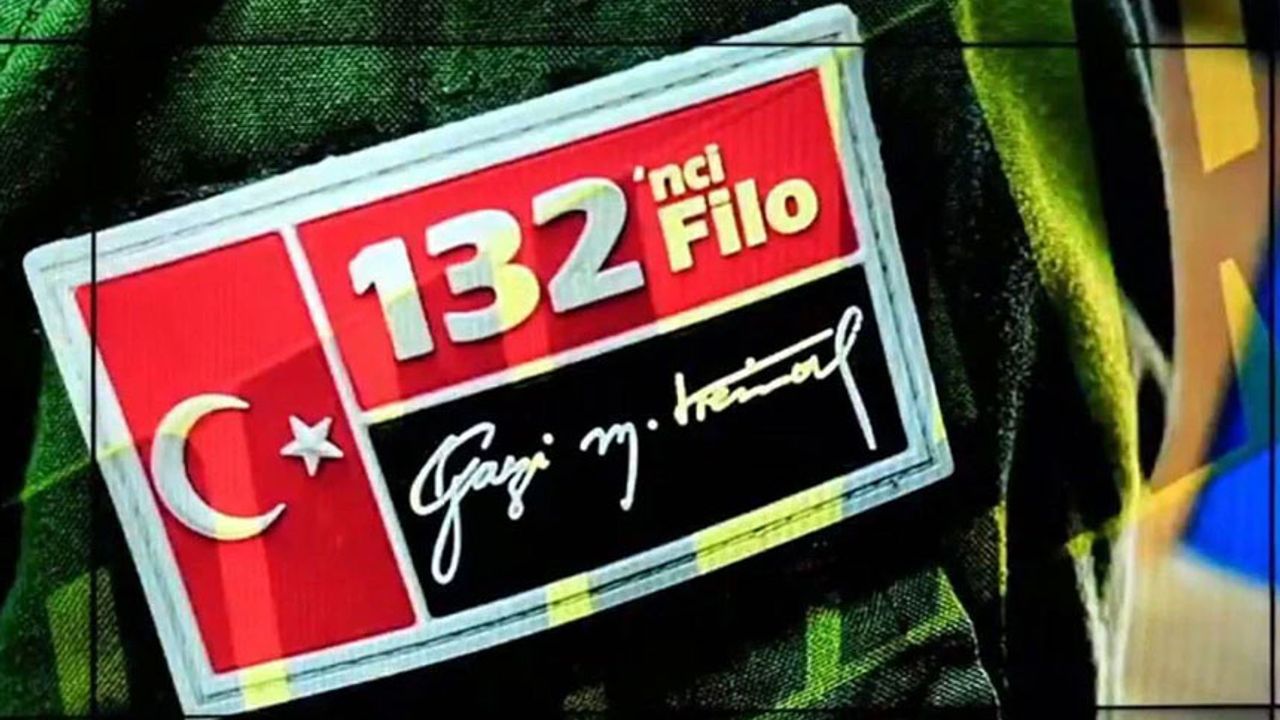 132'nci
Filo
Gazi M. Kemal